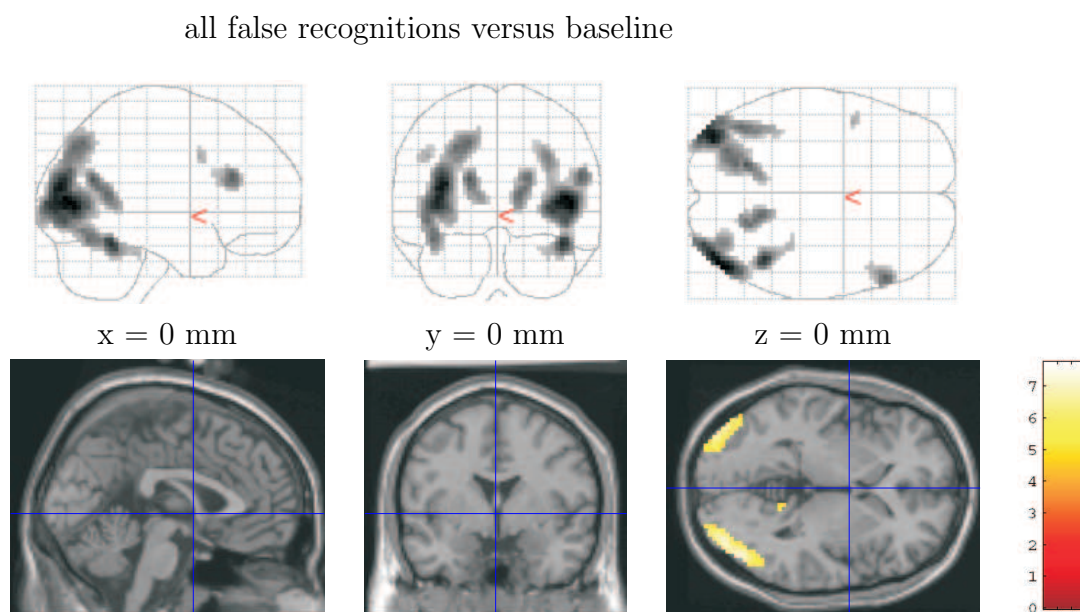 all false recognitions versus baseline
<
<
<
x = 0 mm
y = 0 mm
z = 0 mm
7
6
5
4
3
2
1
0